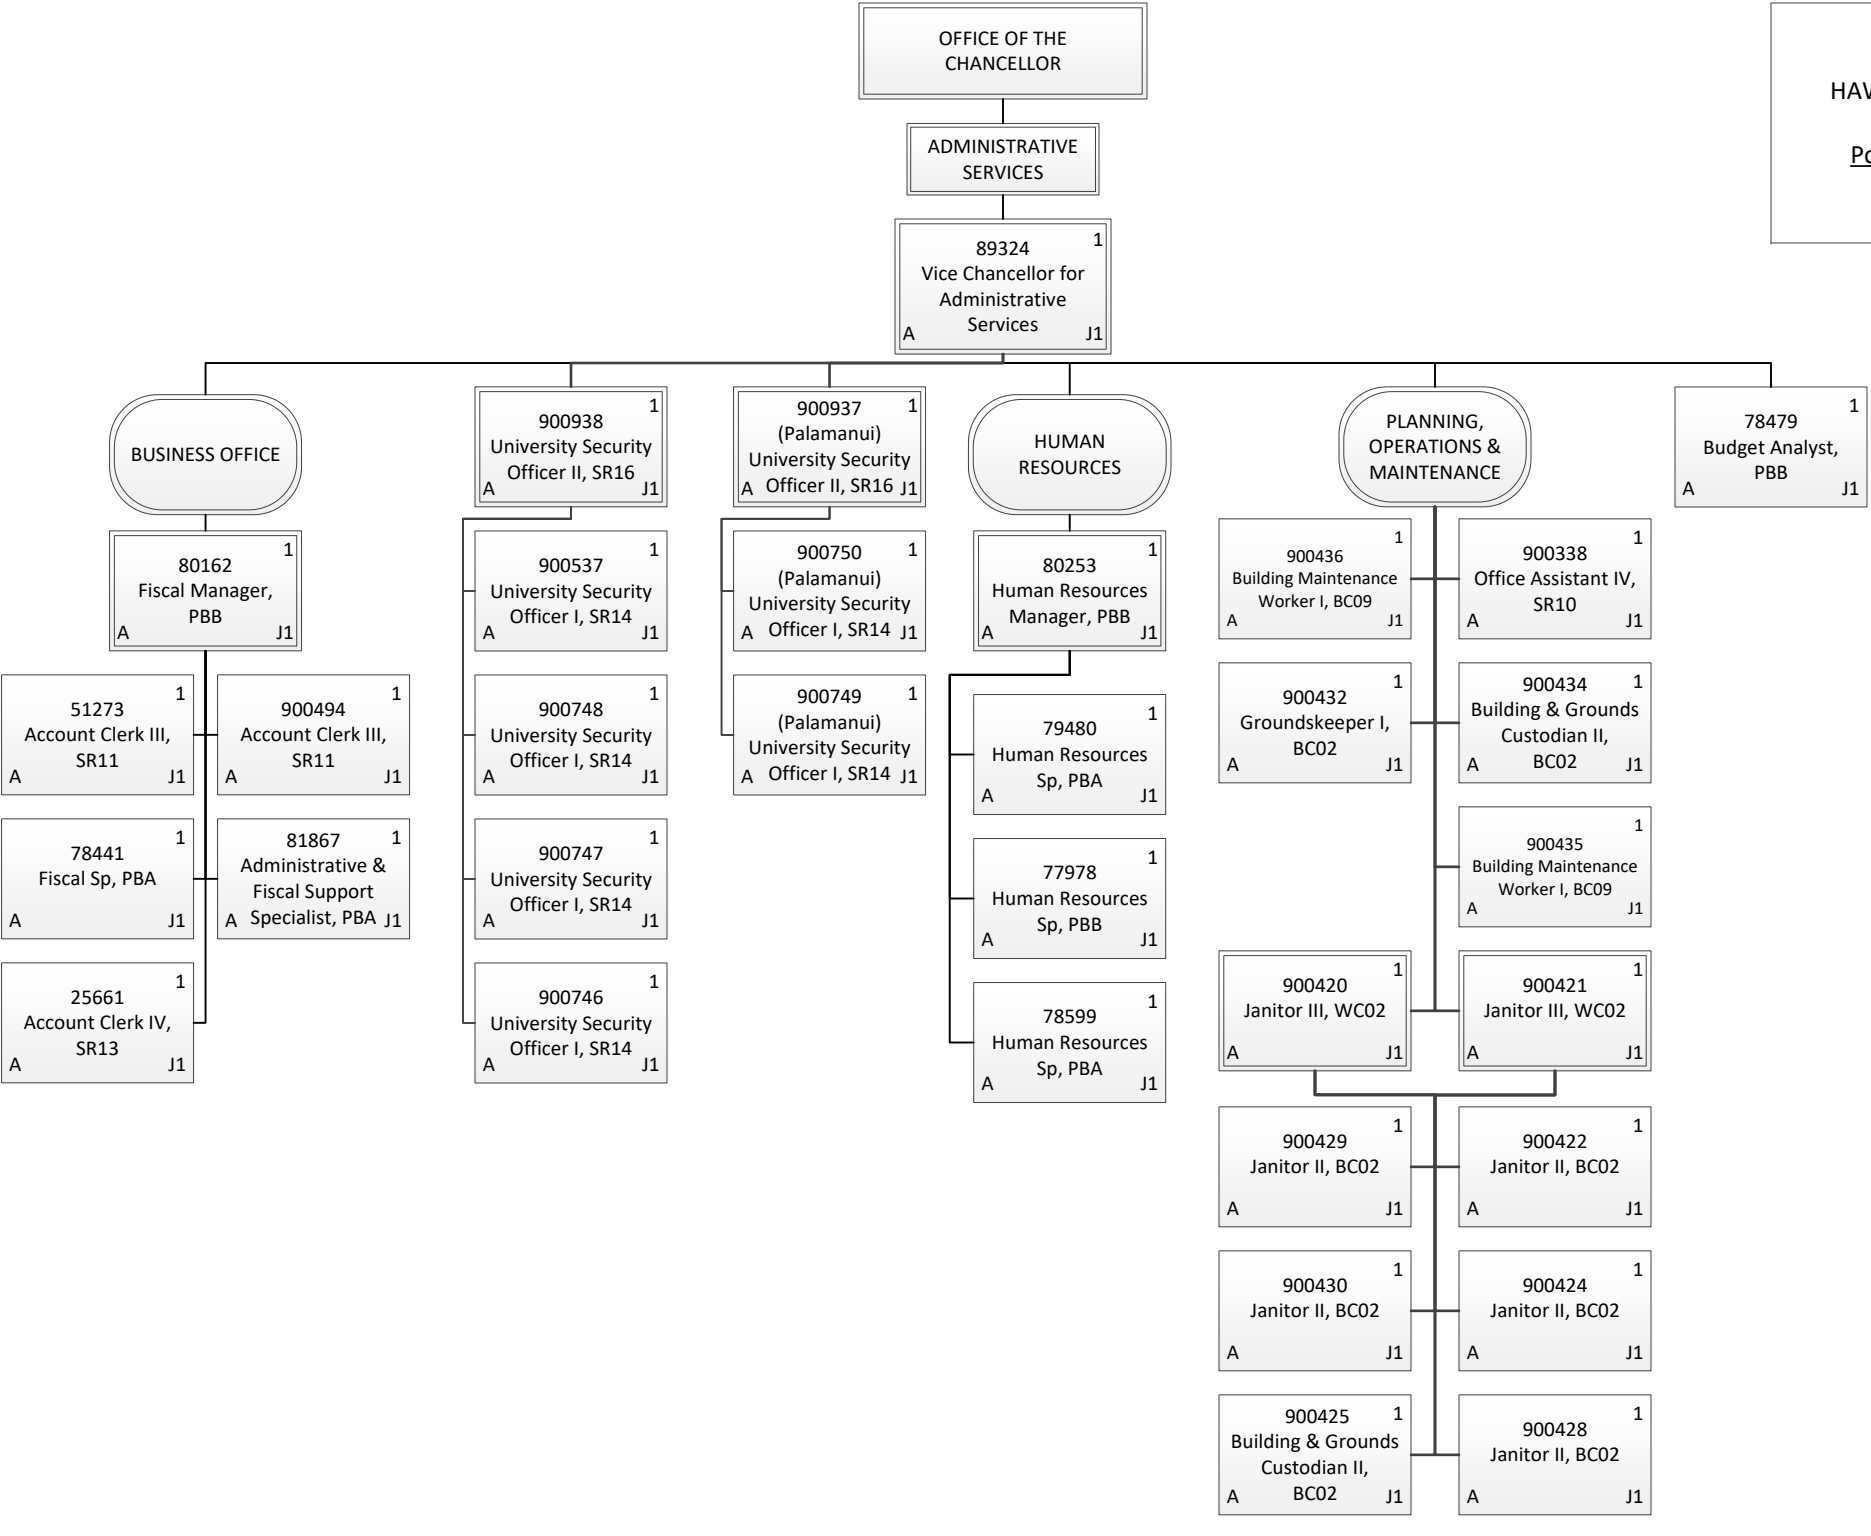 OFFICE OF THE
CHANCELLOR
ADMINISTRATIVE
SERVICES
1
89324
Vice Chancellor for
Administrative
Services
A J1
BUSINESS OFFICE
1
80162
Fiscal Manager,
PBB
A J1
1
51273
Account Clerk III,
SR11
A J1
1
900494
Account Clerk III,
SR11
A J1
1
78441
Fiscal Sp, PBA
A J1
1
81867
Administrative &
Fiscal Support
Specialist, PBA
A J1
1
25661
Account Clerk IV,
SR13
A J1
1
900938
University Security
Officer II, SR16
A J1
1
900537
University Security
Officer I, SR14
A J1
1
900748
University Security
Officer I, SR14
A J1
1
900747
University Security
Officer I, SR14
A J1
1
900746
University Security
Officer I, SR14
A J1
1
900937
(Palamanui)
University Security
Officer II, SR16
A J1
1
900750
(Palamanui)
University Security
Officer I, SR14
A J1
1
900749
(Palamanui)
University Security
Officer I, SR14
A J1
HUMAN
RESOURCES
1
80253
Human Resources
Manager, PBB
A J1
1
79480
Human Resources
Sp, PBA
A J1
1
77978
Human Resources
Sp, PBB
A J1
1
78599
Human Resources
Sp, PBA
A J1
PLANNING,
OPERATIONS &
MAINTENANCE
1
900436
Building Maintenance
Worker I, BC09
A J1
1
900338
Office Assistant IV,
SR10
A J1
1
900432
Groundskeeper I,
BC02
A J1
1
900434
Building & Grounds
Custodian II,
BC02
A J1
1
900435
Building Maintenance
Worker I, BC09
A J1
1
900420
Janitor III, WC02
A J1
1
900421
Janitor III, WC02
A J1
1
900429
Janitor II, BC02
A J1
1
900422
Janitor II, BC02
A J1
1
900430
Janitor II, BC02
A J1
1
900424
Janitor II, BC02
A J1
1
900425
Building & Grounds
Custodian II,
BC02
A J1
1
900428
Janitor II, BC02
A J1
1
78479
Budget Analyst,
PBB
A J1